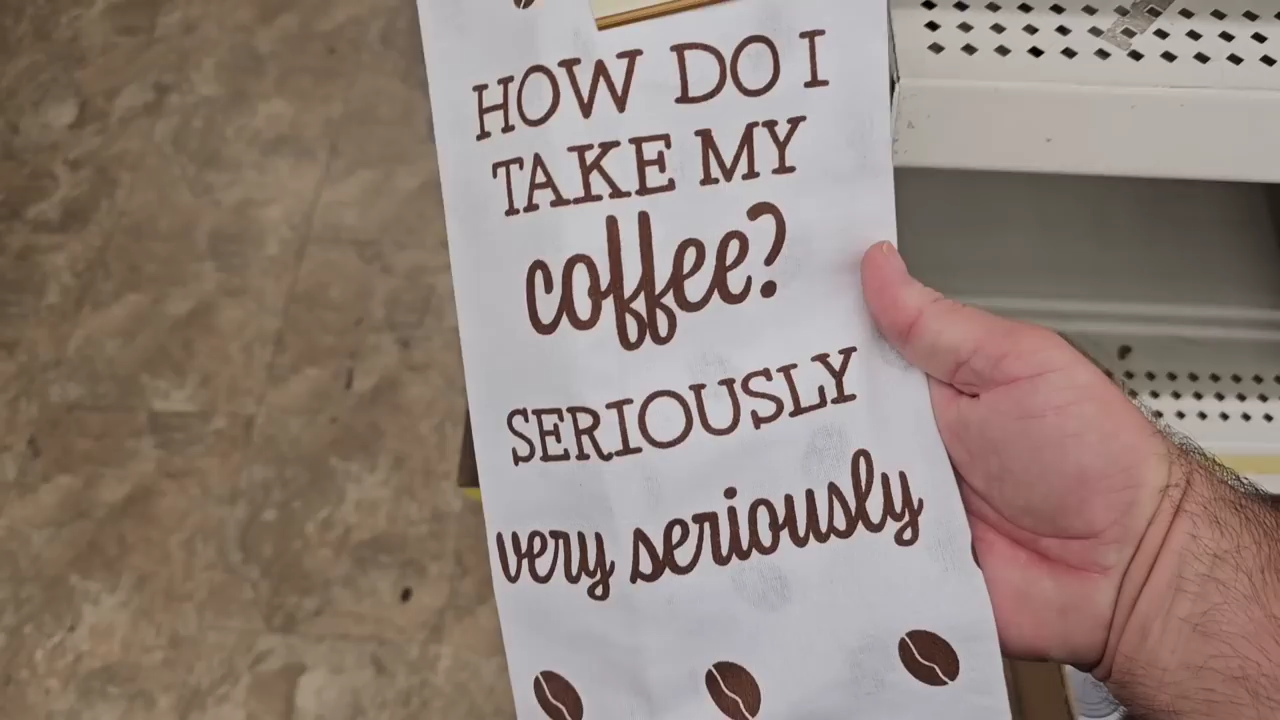 HOW DO I
TAKE MY
coffee?
SERIOUSLY
very seriously